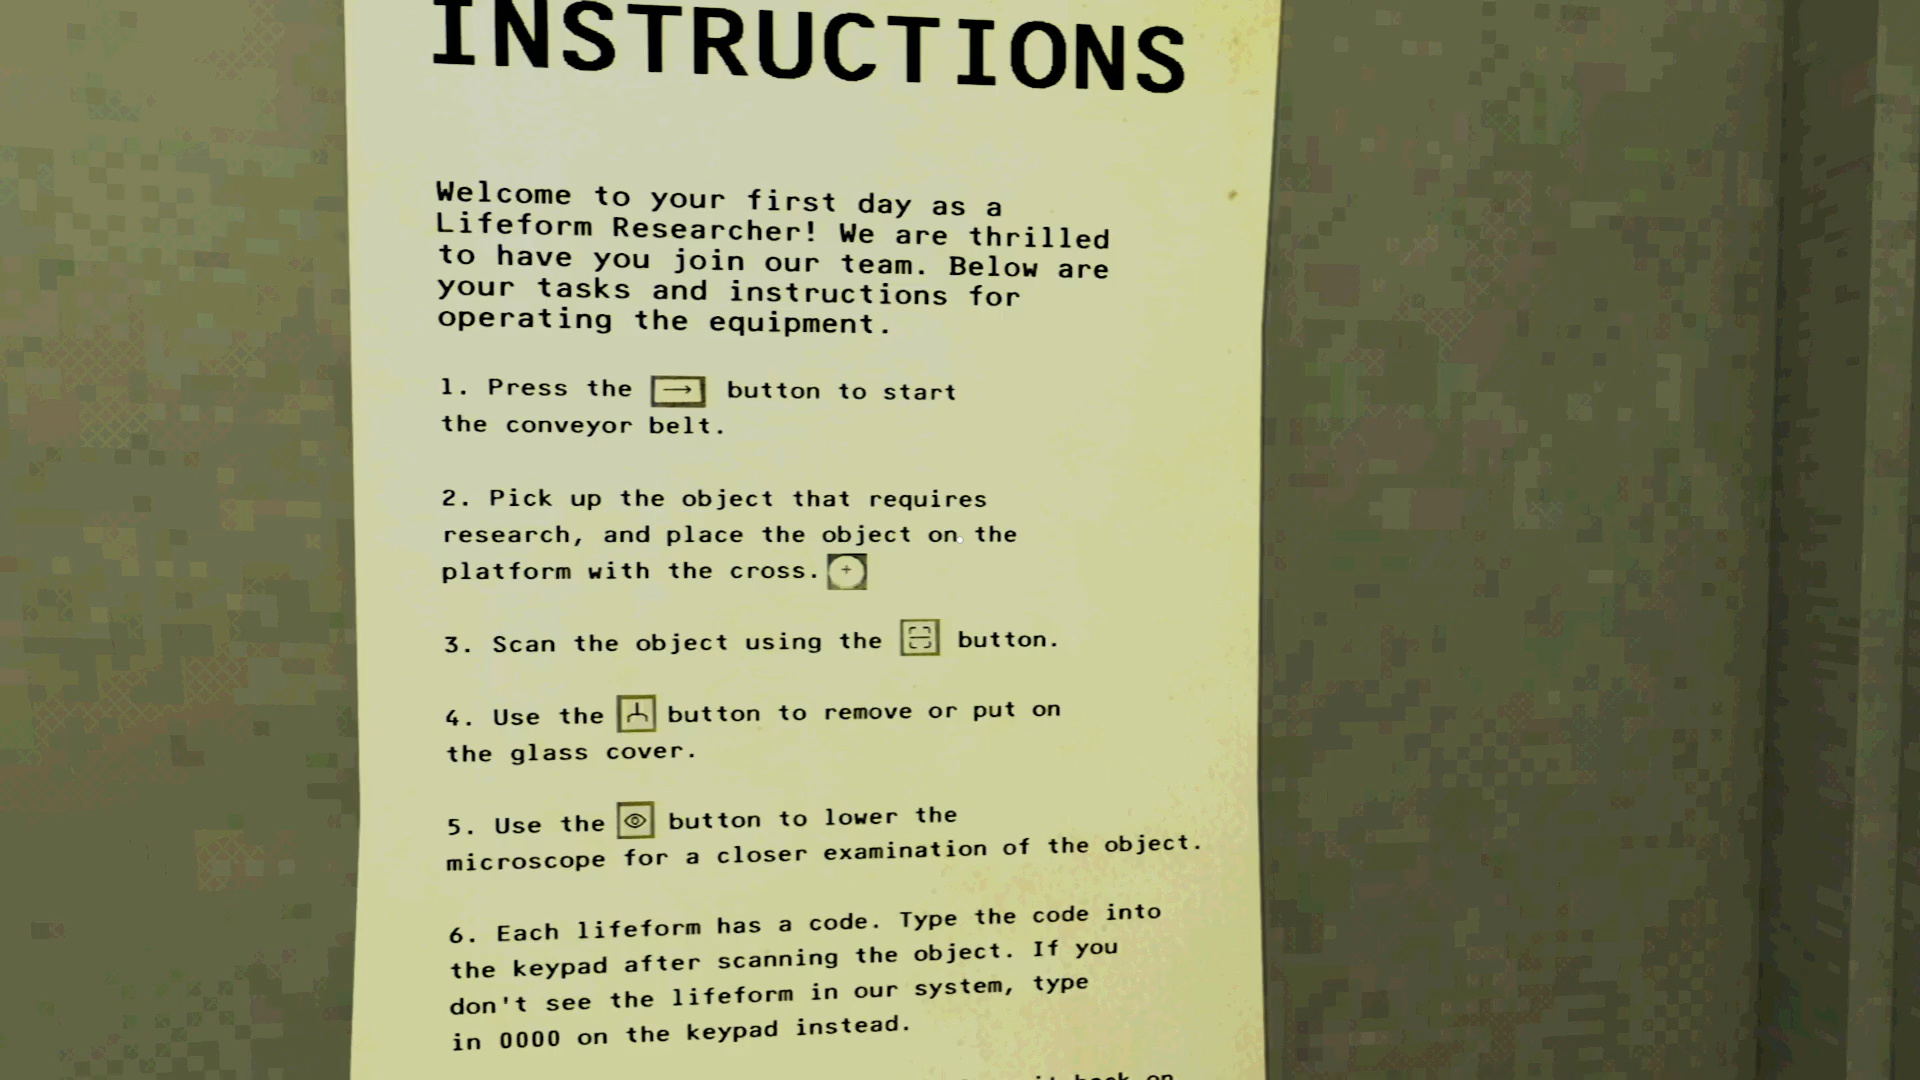 INSTRUCTIONS
Welcome to your first day as a
Lifeform Researcher! We are thrilled
to have you join our team. Below are
your tasks and instructions for
operating the equipment.
1. Press the → button to start
the conveyor belt.
2. Pick up the object that requires
research, and place the object on the
platform with the cross. +
3. Scan the object using the button.
4. Use the button to remove or put on
the glass cover.
5. Use the button to lower the
microscope for a closer examination of the object.
6. Each lifeform has a code. Type the code into
the keypad after scanning the object. If you
don't see the lifeform in our system, type
in 0000 on the keypad instead.
back on